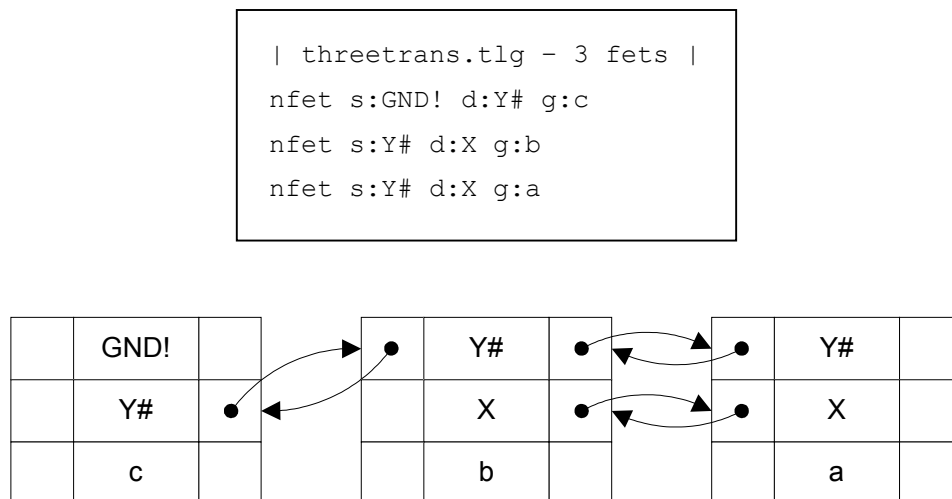 | threetrans.tlg – 3 fets |
nfet s:GND! d:Y# g:c
nfet s:Y# d:X g:b
nfet s:Y# d:X g:a
GND! Y# Y#
Y# X X
c b a